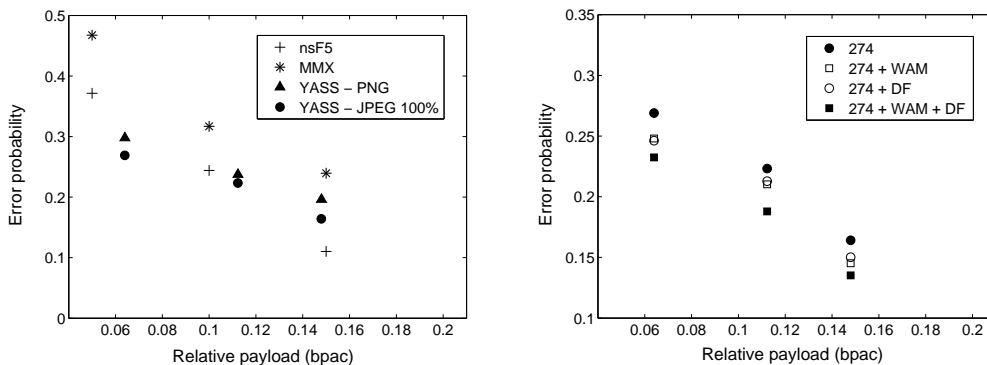 0.5
0.4
0.3
0.2
0.1
0
Error probability
nsF5
MMX
YASS − PNG
YASS − JPEG 100%
0.06 0.08 0.1 0.12 0.14 0.16 0.18 0.2
Relative payload (bpac)
0.35
0.3
0.25
0.2
0.15
0.1
Error probability
274
274 + WAM
274 + DF
274 + WAM + DF
0.06 0.08 0.1 0.12 0.14 0.16 0.18 0.2
Relative payload (bpac)